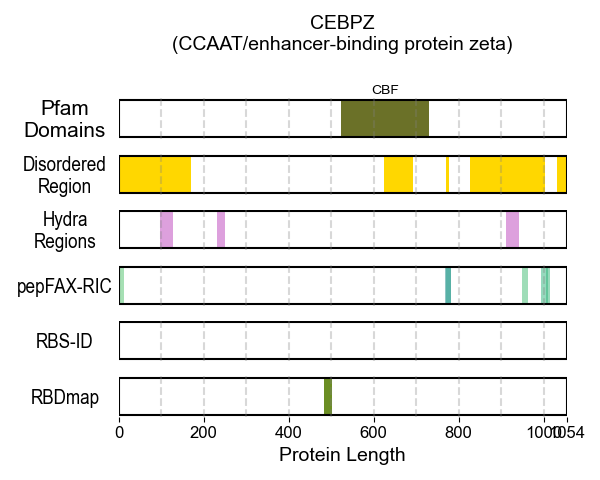 CEBPZ
(CCAAT/enhancer-binding protein zeta)
CBF
Pfam
Domains
Disordered
Region
Hydra
Regions
pepFAX-RIC
RBS-ID
RBDmap
0 200 400 600 800 1000 1054
Protein Length